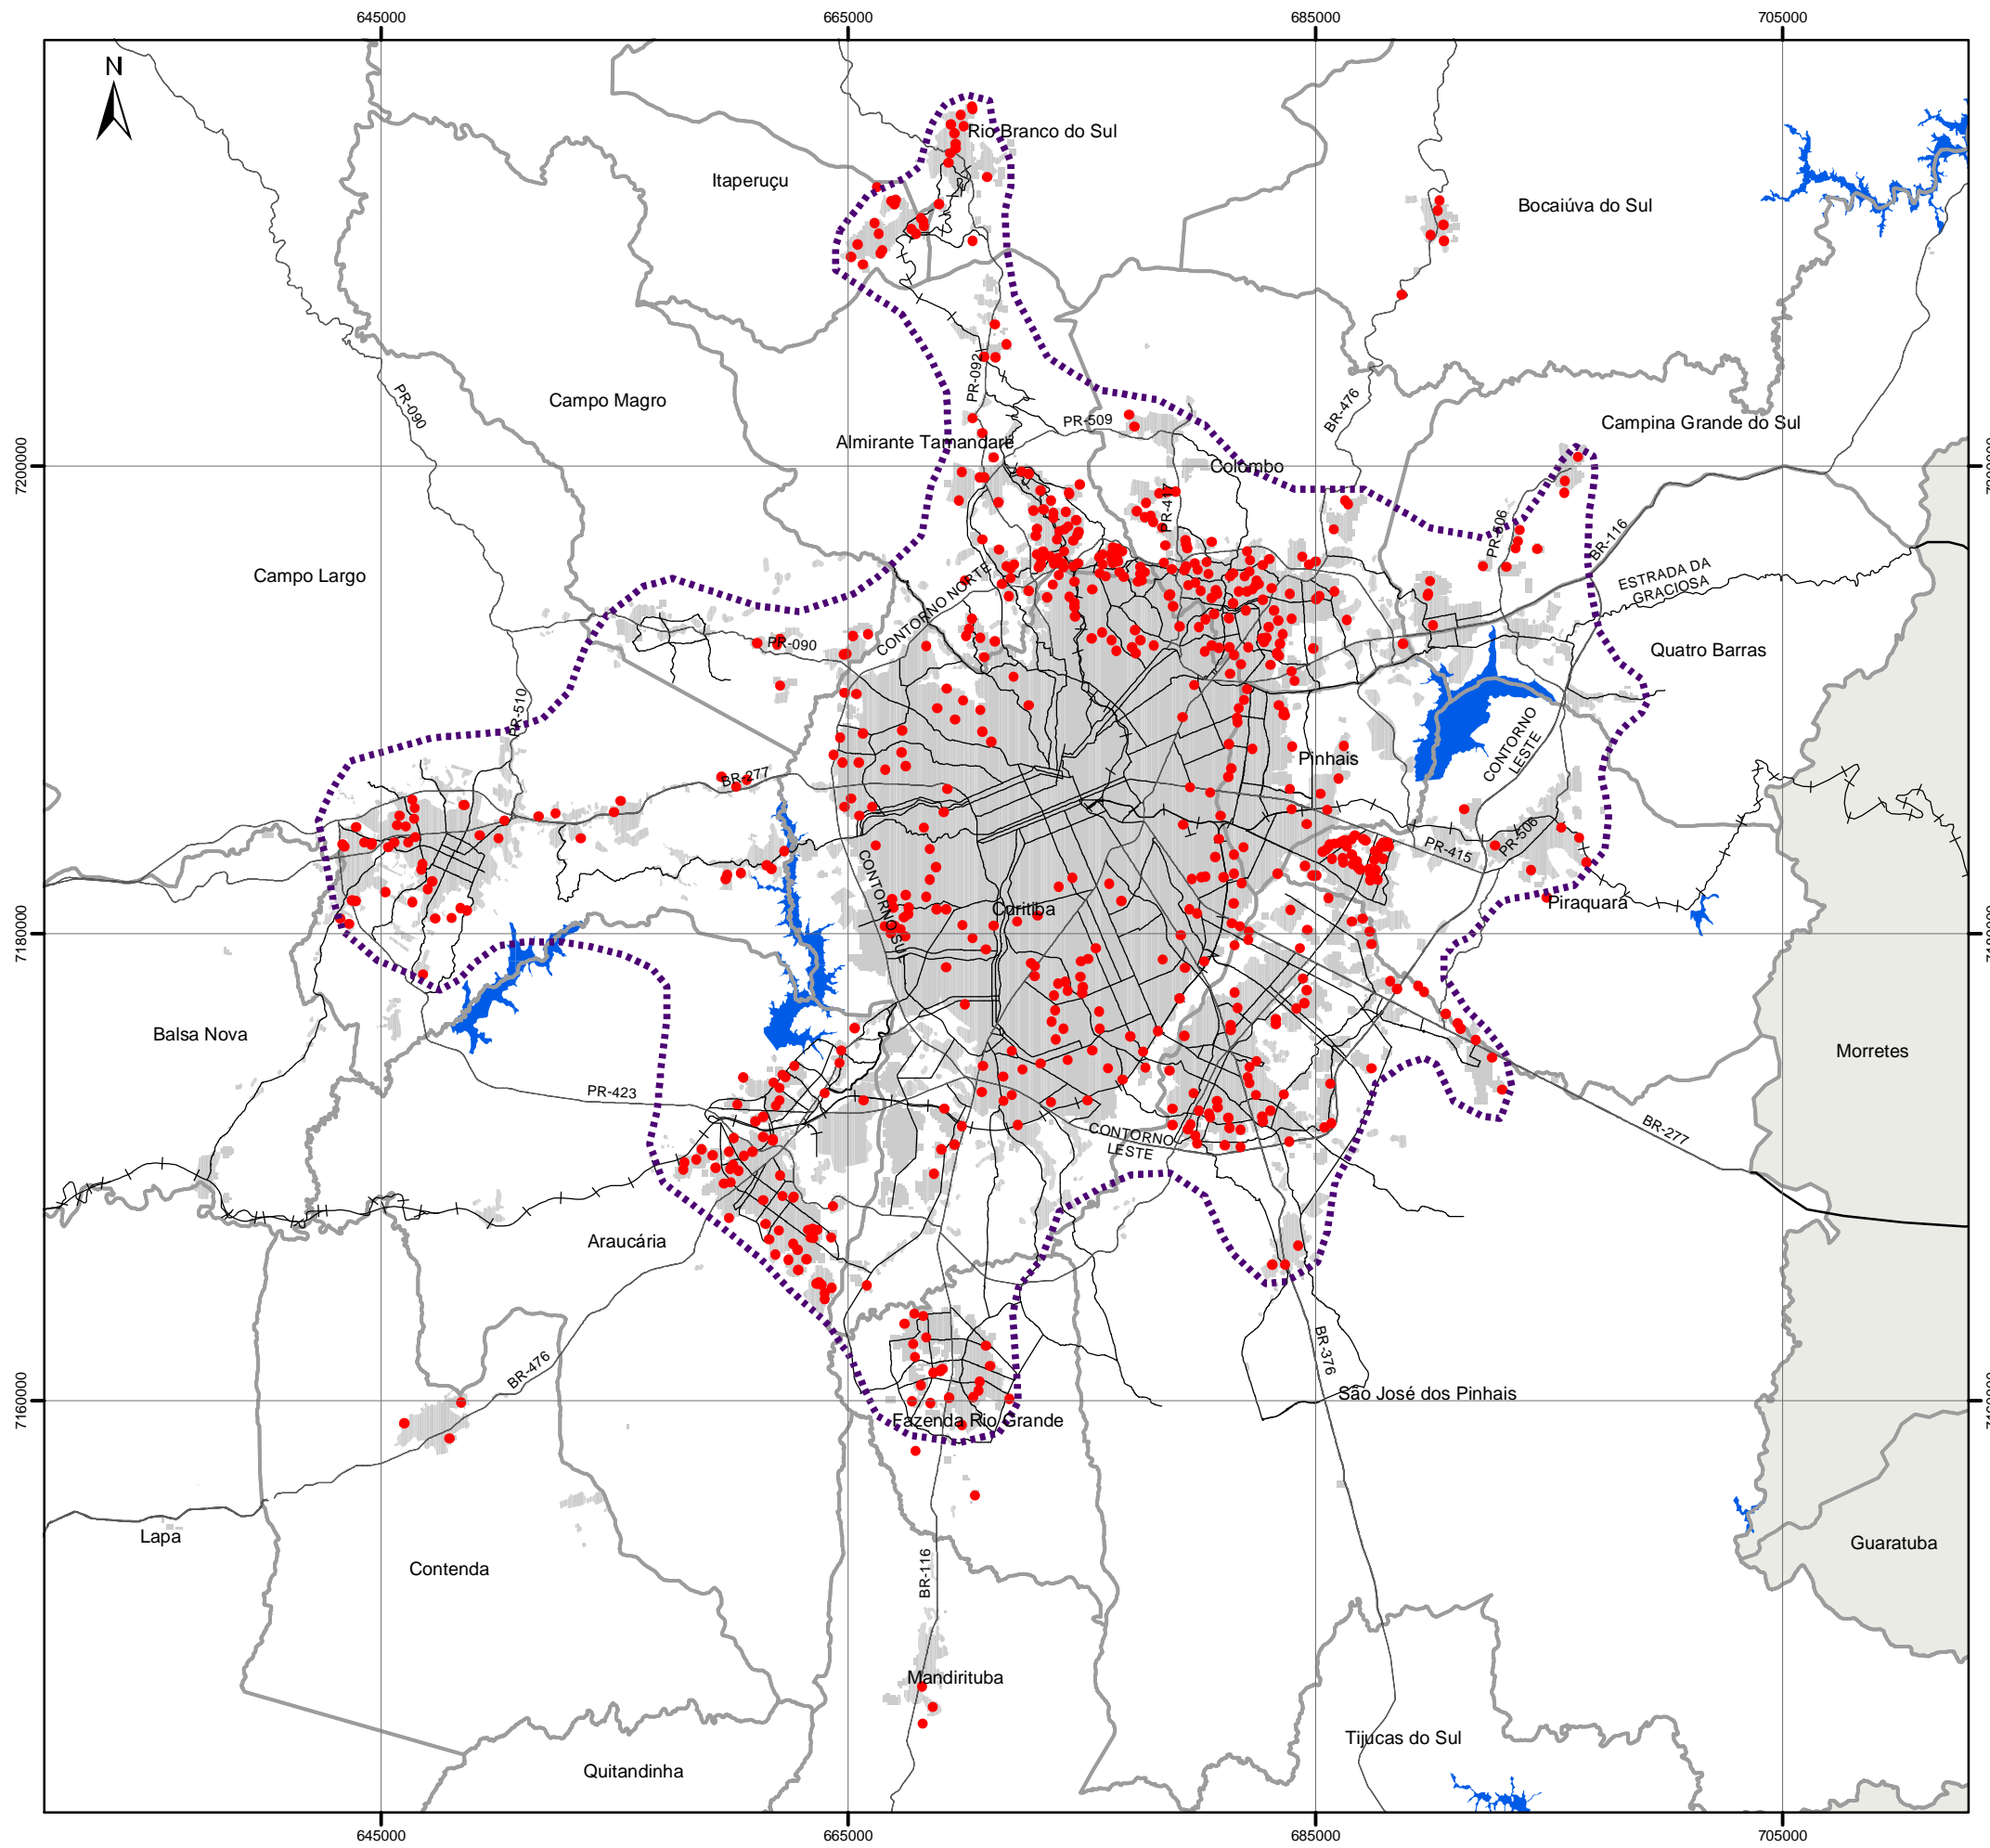 645000
665000
685000
705000
N
Rio Branco do Sul
Itaperuçu
Bocaiúva do Sul
PR-092
PR-090
Campo Magro
BR-476
PR-509
Campina Grande do Sul
Almirante Tamandaré
7200000
Colombo
PR-417
PR-506
BR-116
Campo Largo
CONTORNO NORTE
ESTRADA DA
GRACIOSA
PR-090
Quatro Barras
PR-510
CONTORNO
LESTE
Pinhais
BR-277
PR-506
PR-415
CONTORNO SUL
Piraquara
Curitiba
7180000
Balsa Nova
Morretes
PR-423
CONTORNO
LESTE
BR-277
Araucária
BR-376
BR-476
São José dos Pinhais
7160000
Fazenda Rio Grande
Lapa
Contenda
Guaratuba
BR-116
Mandirituba
Tijucas do Sul
Quitandinha
645000
665000
685000
705000